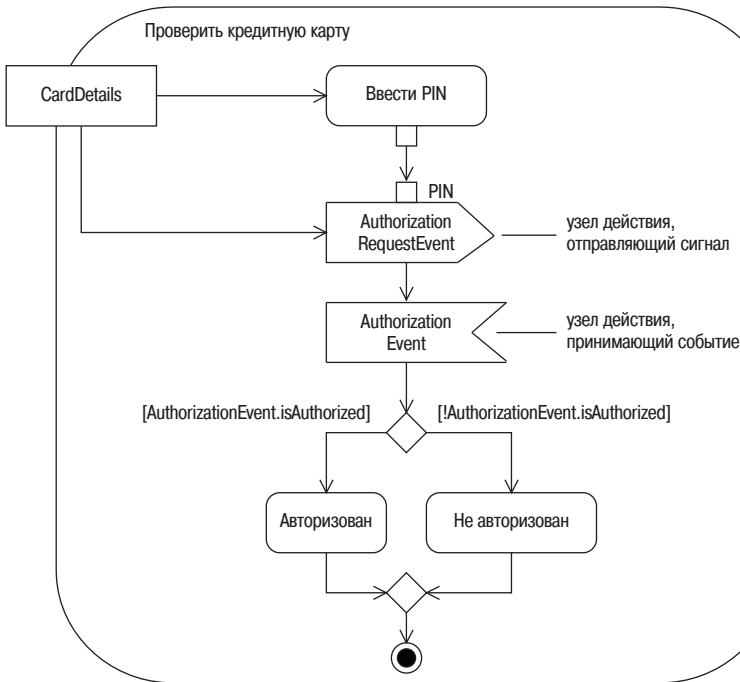 Проверить кредитную карту
CardDetails
Ввести PIN
PIN
Authorization
RequestEvent
узел действия,
отправляющий сигнал
Authorization
Event
узел действия,
принимающий событие
[AuthorizationEvent.isAuthorized]
[!AuthorizationEvent.isAuthorized]
Авторизован
Не авторизован